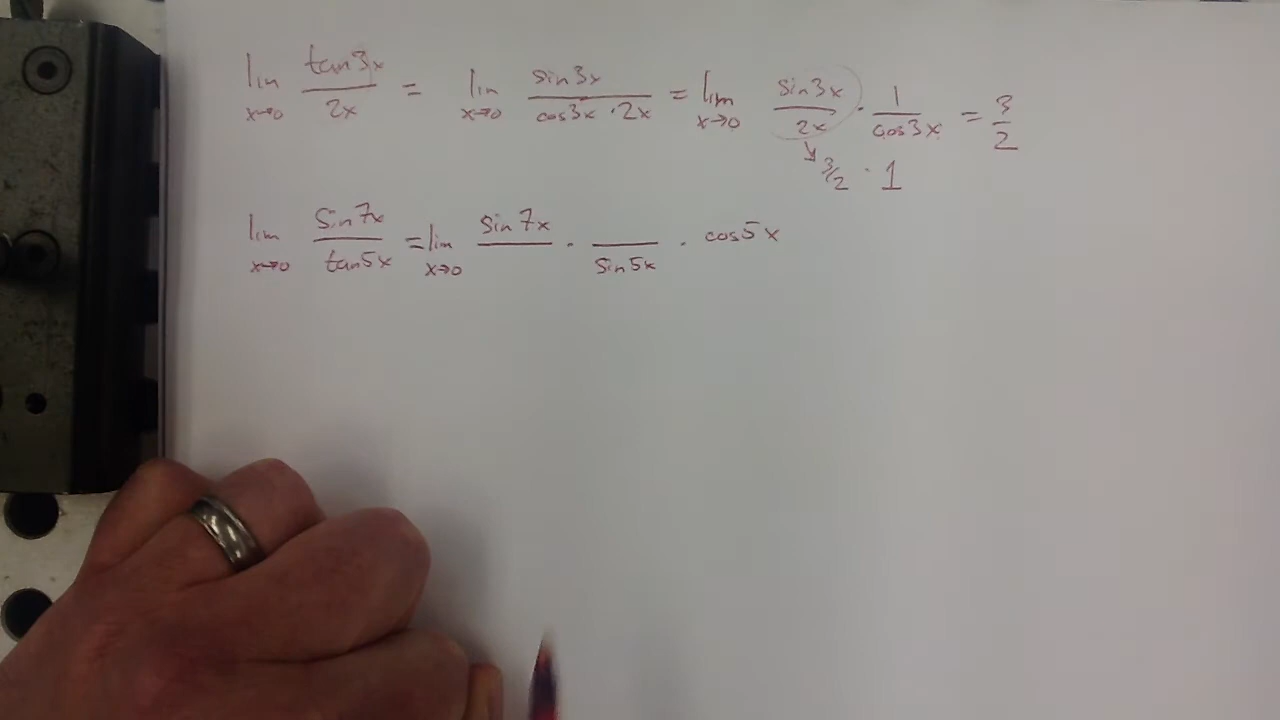 lim x→0 tan3x/2x = lim x→0 sin3x/(cos3x · 2x) = lim x→0 sin3x/2x · 1/cos3x = 3/2
↘ 3/2 · 1
lim x→0 sin7x/tan5x = lim x→0 sin7x/ · /sin5x · cos5x